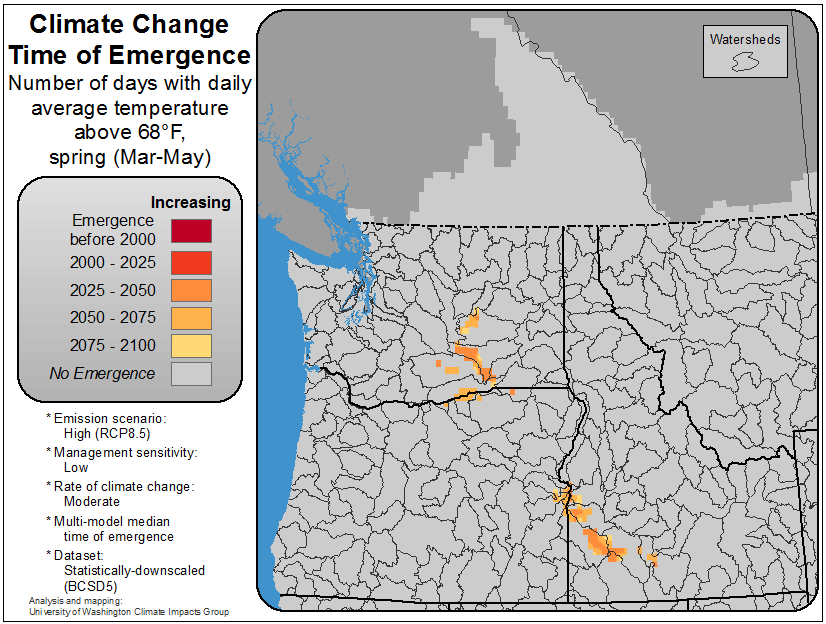 Climate Change
Time of Emergence
Number of days with daily
average temperature
above 68°F,
spring (Mar-May)
Increasing
Emergence
before 2000
2000 - 2025
2025 - 2050
2050 - 2075
2075 - 2100
No Emergence
* Emission scenario:
High (RCP8.5)
* Management sensitivity:
Low
* Rate of climate change:
Moderate
* Multi-model median
time of emergence
* Dataset:
Statistically-downscaled
(BCSD5)
Analysis and mapping:
University of Washington Climate Impacts Group
Watersheds